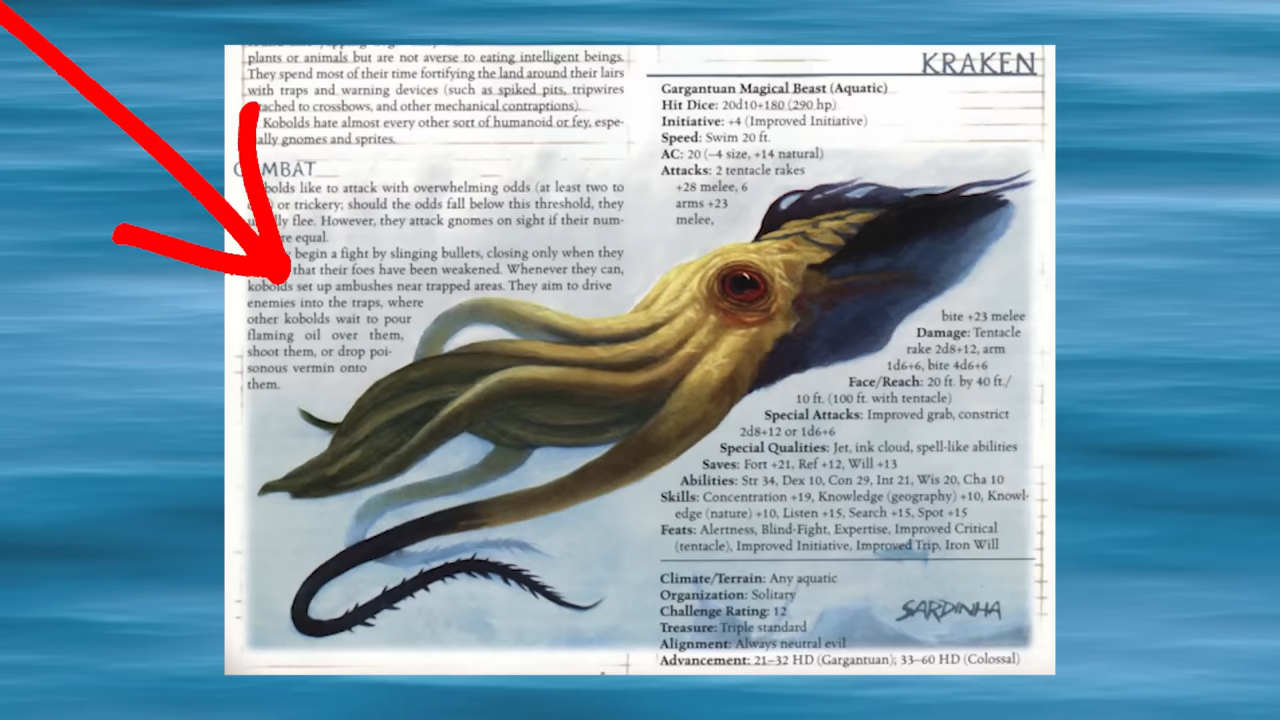 plants or animals but are not averse to eating intelligent beings.
They spend most of their time fortifying the land around their lairs
with traps and warning devices (such as spiked pits, tripwires
to crossbows, and other mechanical contraptions).
Kobolds hate almost every other sort of humanoid or fey, espe-
gnomes and sprites.
COMBAT
Kobolds like to attack with overwhelming odds (at least two to
or trickery; should the odds fall below this threshold, they
flee. However, they attack gnomes on sight if their num-
equal.
begin a fight by slinging bullets, closing only when they
that their foes have been weakened. Whenever they can,
kobolds set up ambushes near trapped areas. They aim to drive
enemies into the traps, where
other kobolds wait to pour
flaming oil over them,
shoot them, or drop poi-
sonous vermin onto
them.
KRAKEN
Gargantuan Magical Beast (Aquatic)
Hit Dice: 20d10+180 (290 hp)
Initiative: +4 (Improved Initiative)
Speed: Swim 20 ft.
AC: 20 (–4 size, +14 natural)
Attacks: 2 tentacle rakes
+28 melee, 6
arms +23
melee,
bite +23 melee
Damage: Tentacle
rake 2d8+12, arm
1d6+6, bite 4d6+6
Face/Reach: 20 ft. by 40 ft./
10 ft. (100 ft. with tentacle)
Special Attacks: Improved grab, constrict
2d8+12 or 1d6+6
Special Qualities: Jet, ink cloud, spell-like abilities
Saves: Fort +21, Ref +12, Will +13
Abilities: Str 34, Dex 10, Con 29, Int 21, Wis 20, Cha 10
Skills: Concentration +19, Knowledge (geography) +10, Knowl-
edge (nature) +10, Listen +15, Search +15, Spot +15
Feats: Alertness, Blind-Fight, Expertise, Improved Critical
(tentacle), Improved Initiative, Improved Trip, Iron Will
Climate/Terrain: Any aquatic
Organization: Solitary
Challenge Rating: 12
Treasure: Triple standard
Alignment: Always neutral evil
Advancement: 21–32 HD (Gargantuan); 33–60 HD (Colossal)
SARDINHA